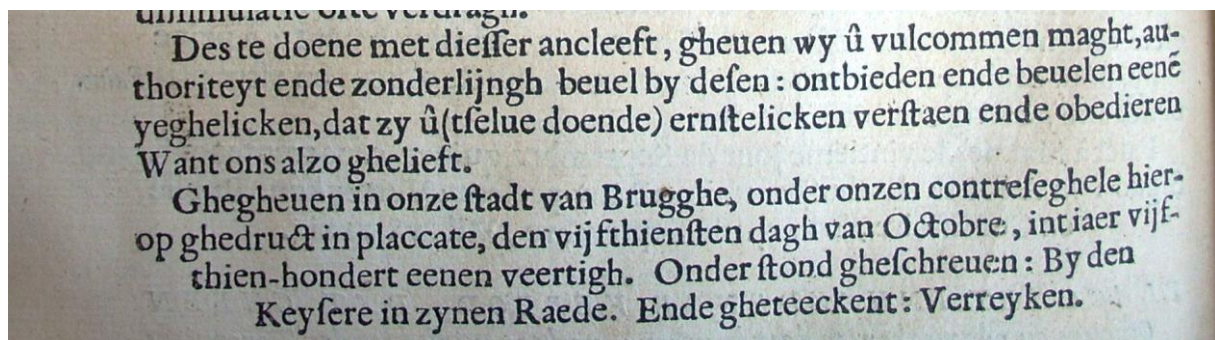 Des te doene met dieſſer ancleeft, gheuen wy û vulcommen maght, au-
thoriteyt ende zonderlijngh beuel by deſen: ontbieden ende beuelen eenē
yeghelicken, dat zy û (tſelue doende) ernſtelicken verſtaen ende obedieren
Want ons alzo ghelieft.
Ghegheuen in onze ſtadt van Brugghe, onder onzen contreſeghele hier-
op ghedruct in placcate, den vijfthienſten dagh van Octobre, int iaer vijf-
thien-hondert eenen veertigh. Onder ſtond gheſchreuen: By den
Keyſere in zynen Raede. Ende gheteeckent: Verreyken.